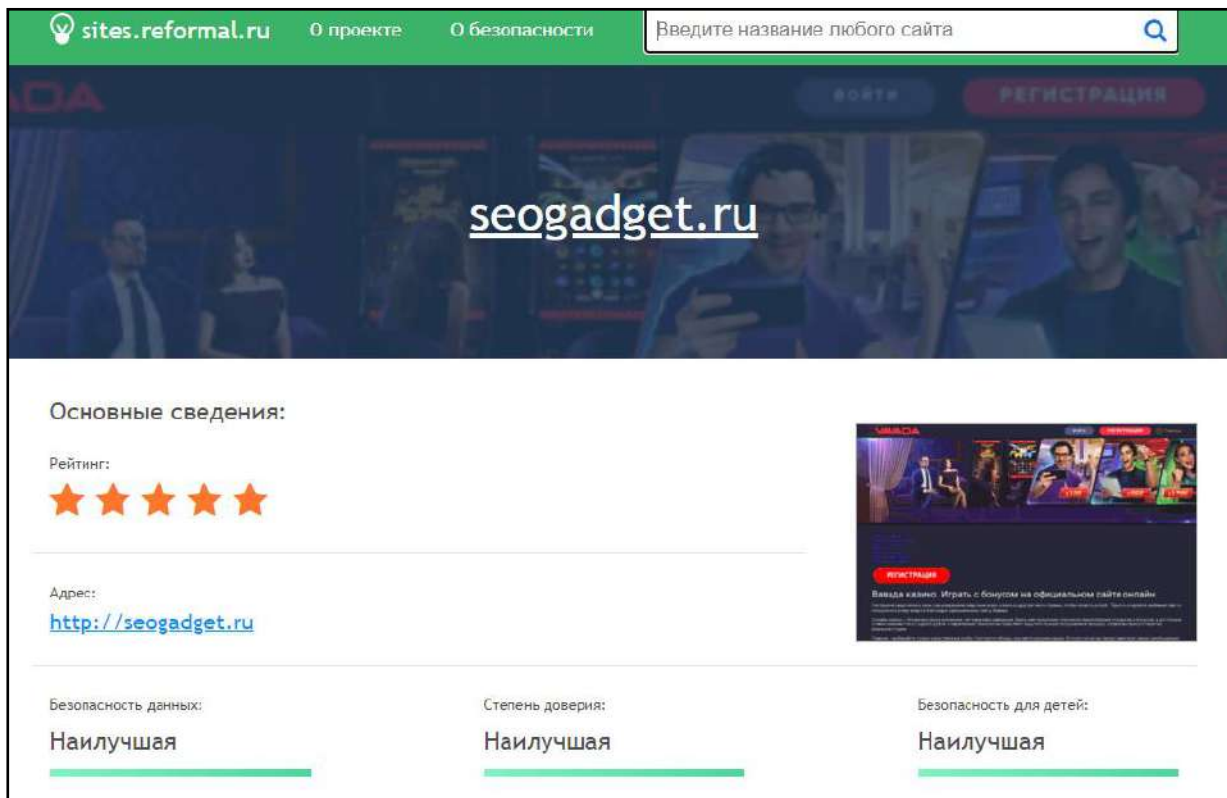 sites.reformal.ru О проекте О безопасности Введите название любого сайта
ВОЙТИ РЕГИСТРАЦИЯ
seogadget.ru
Основные сведения:
Рейтинг:
VAVADA
РЕГИСТРАЦИЯ
Вавада казино. Играть с бонусом на официальном сайте онлайн
Адрес:
http://seogadget.ru
Безопасность данных: Степень доверия: Безопасность для детей:
Наилучшая Наилучшая Наилучшая